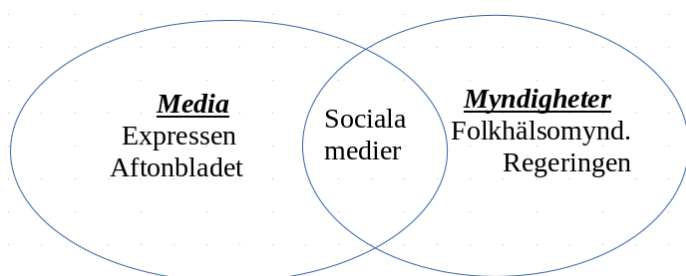 Media
Expressen
Aftonbladet
Sociala
medier
Myndigheter
Folkhälsomynd.
Regeringen